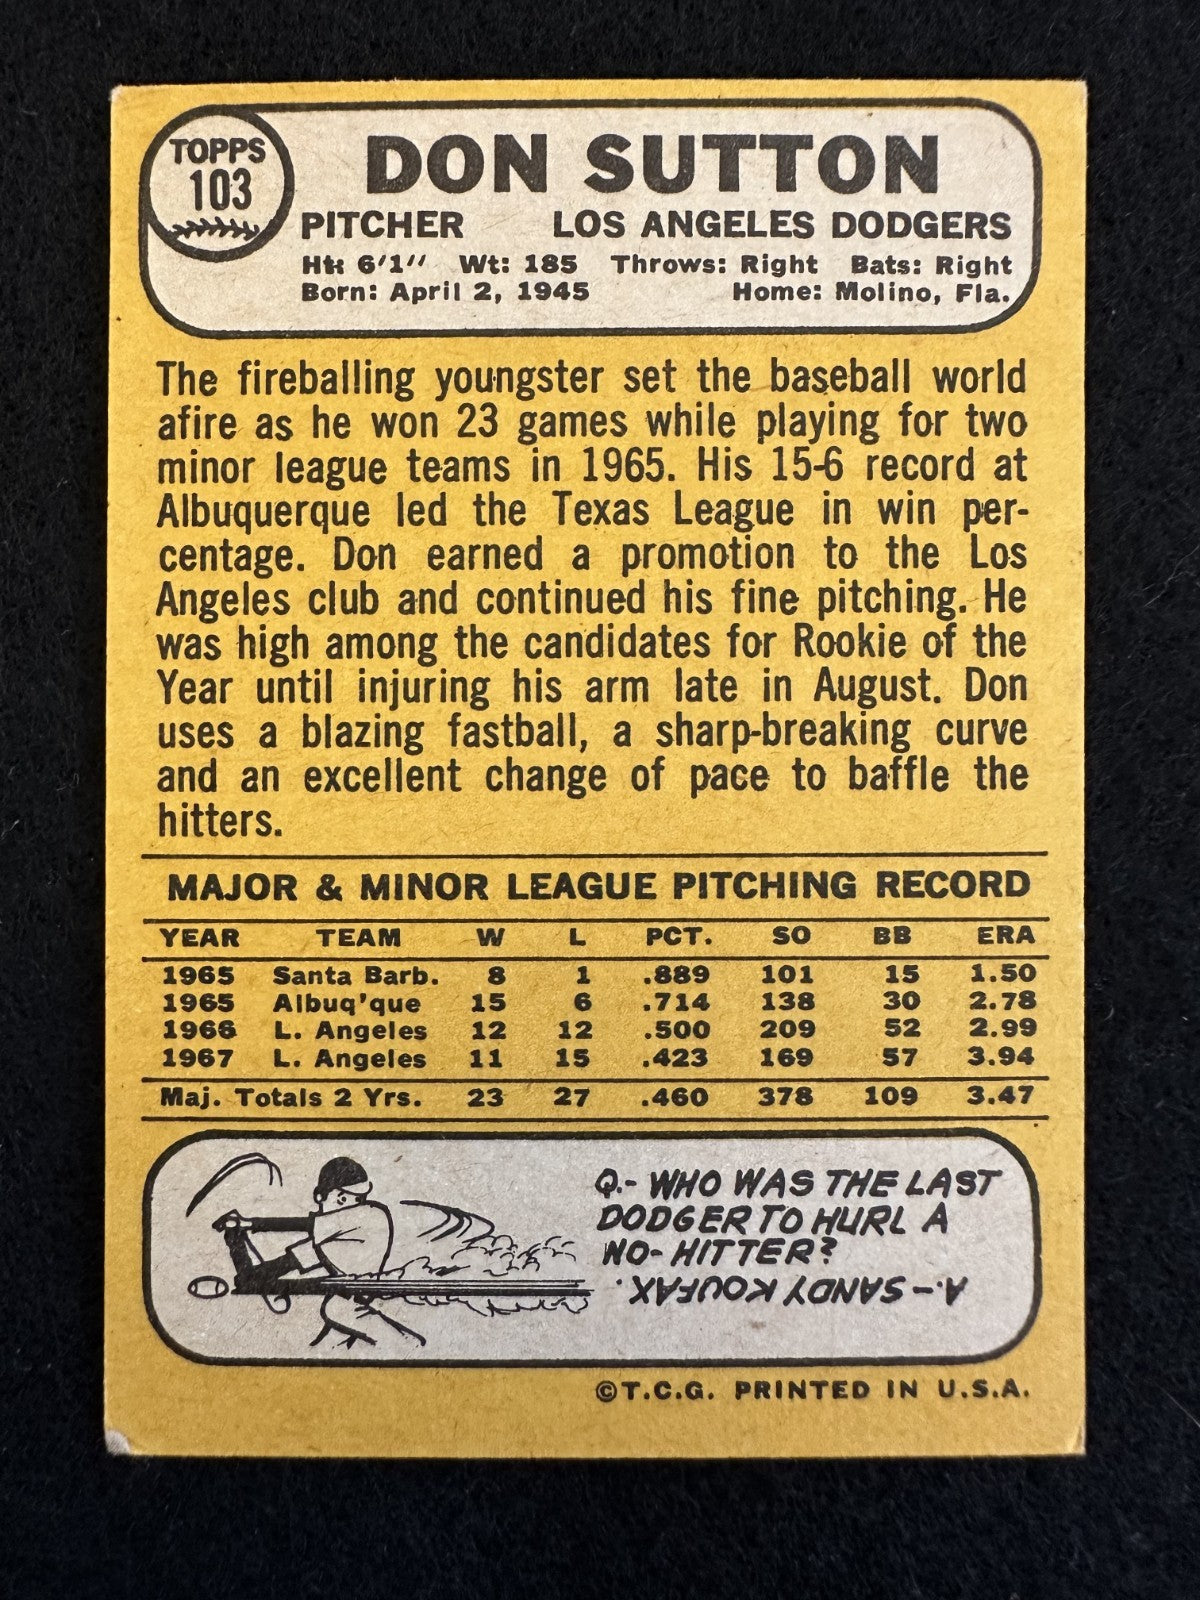 TOPPS
103
DON SUTTON
PITCHER LOS ANGELES DODGERS
Ht: 6'1" Wt: 185 Throws: Right Bats: Right
Born: April 2, 1945 Home: Molino, Fla.
The fireballing youngster set the baseball world
afire as he won 23 games while playing for two
minor league teams in 1965. His 15-6 record at
Albuquerque led the Texas League in win per-
centage. Don earned a promotion to the Los
Angeles club and continued his fine pitching. He
was high among the candidates for Rookie of the
Year until injuring his arm late in August. Don
uses a blazing fastball, a sharp-breaking curve
and an excellent change of pace to baffle the
hitters.
MAJOR & MINOR LEAGUE PITCHING RECORD
YEAR TEAM W L PCT. SO BB ERA
1965 Santa Barb. 8 1 .889 101 15 1.50
1965 Albuq'que 15 6 .714 138 30 2.78
1966 L. Angeles 12 12 .500 209 52 2.99
1967 L. Angeles 11 15 .423 169 57 3.94
Maj. Totals 2 Yrs. 23 27 .460 378 109 3.47
Q.- WHO WAS THE LAST
DODGER TO HURL A
NO-HITTER?
A.- SANDY KOUFAX.
©T.C.G. PRINTED IN U.S.A.